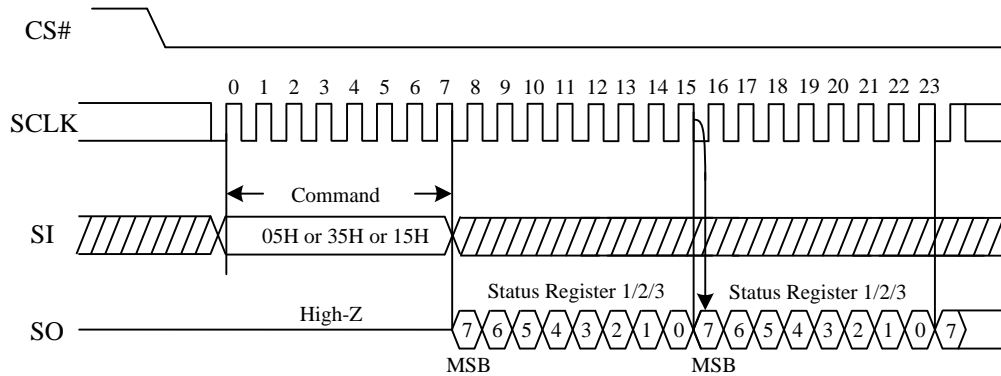 CS#
0 1 2 3 4 5 6 7 8 9 10 11 12 13 14 15 16 17 18 19 20 21 22 23
SCLK
Command
SI
05H or 35H or 15H
Status Register 1/2/3 Status Register 1/2/3
High-Z
SO
7 6 5 4 3 2 1 0 7 6 5 4 3 2 1 0 7
MSB MSB